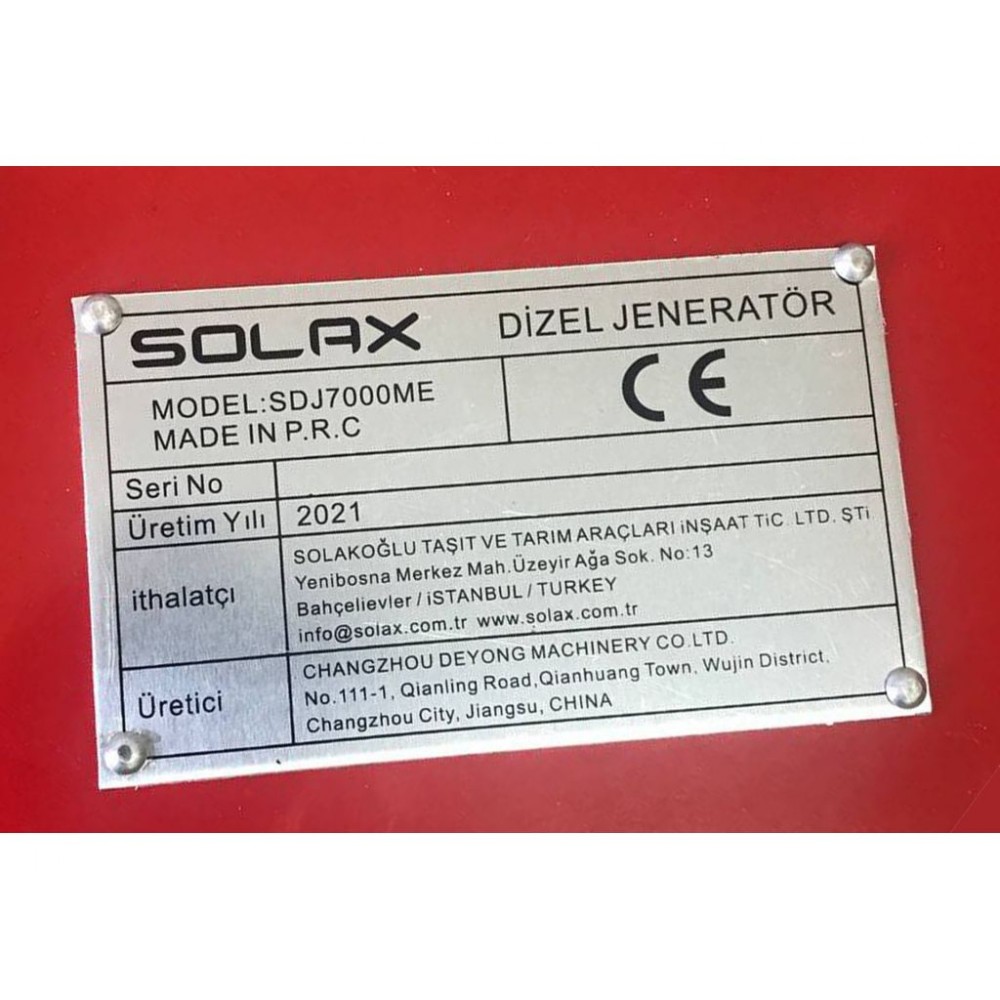 SOLAX
DİZEL JENERATÖR
MODEL:SDJ7000ME
MADE IN P.R.C
CE
Seri No
Üretim Yılı 2021
ithalatçı
SOLAKOĞLU TAŞIT VE TARIM ARAÇLARI iNŞAAT TiC. LTD. ŞTi
Yenibosna Merkez Mah.Üzeyir Ağa Sok. No:13
Bahçelievler / iSTANBUL / TURKEY
info@solax.com.tr www.solax.com.tr
Üretici
CHANGZHOU DEYONG MACHINERY CO.LTD.
No.111-1, Qianling Road,Qianhuang Town, Wujin District,
Changzhou City, Jiangsu, CHINA